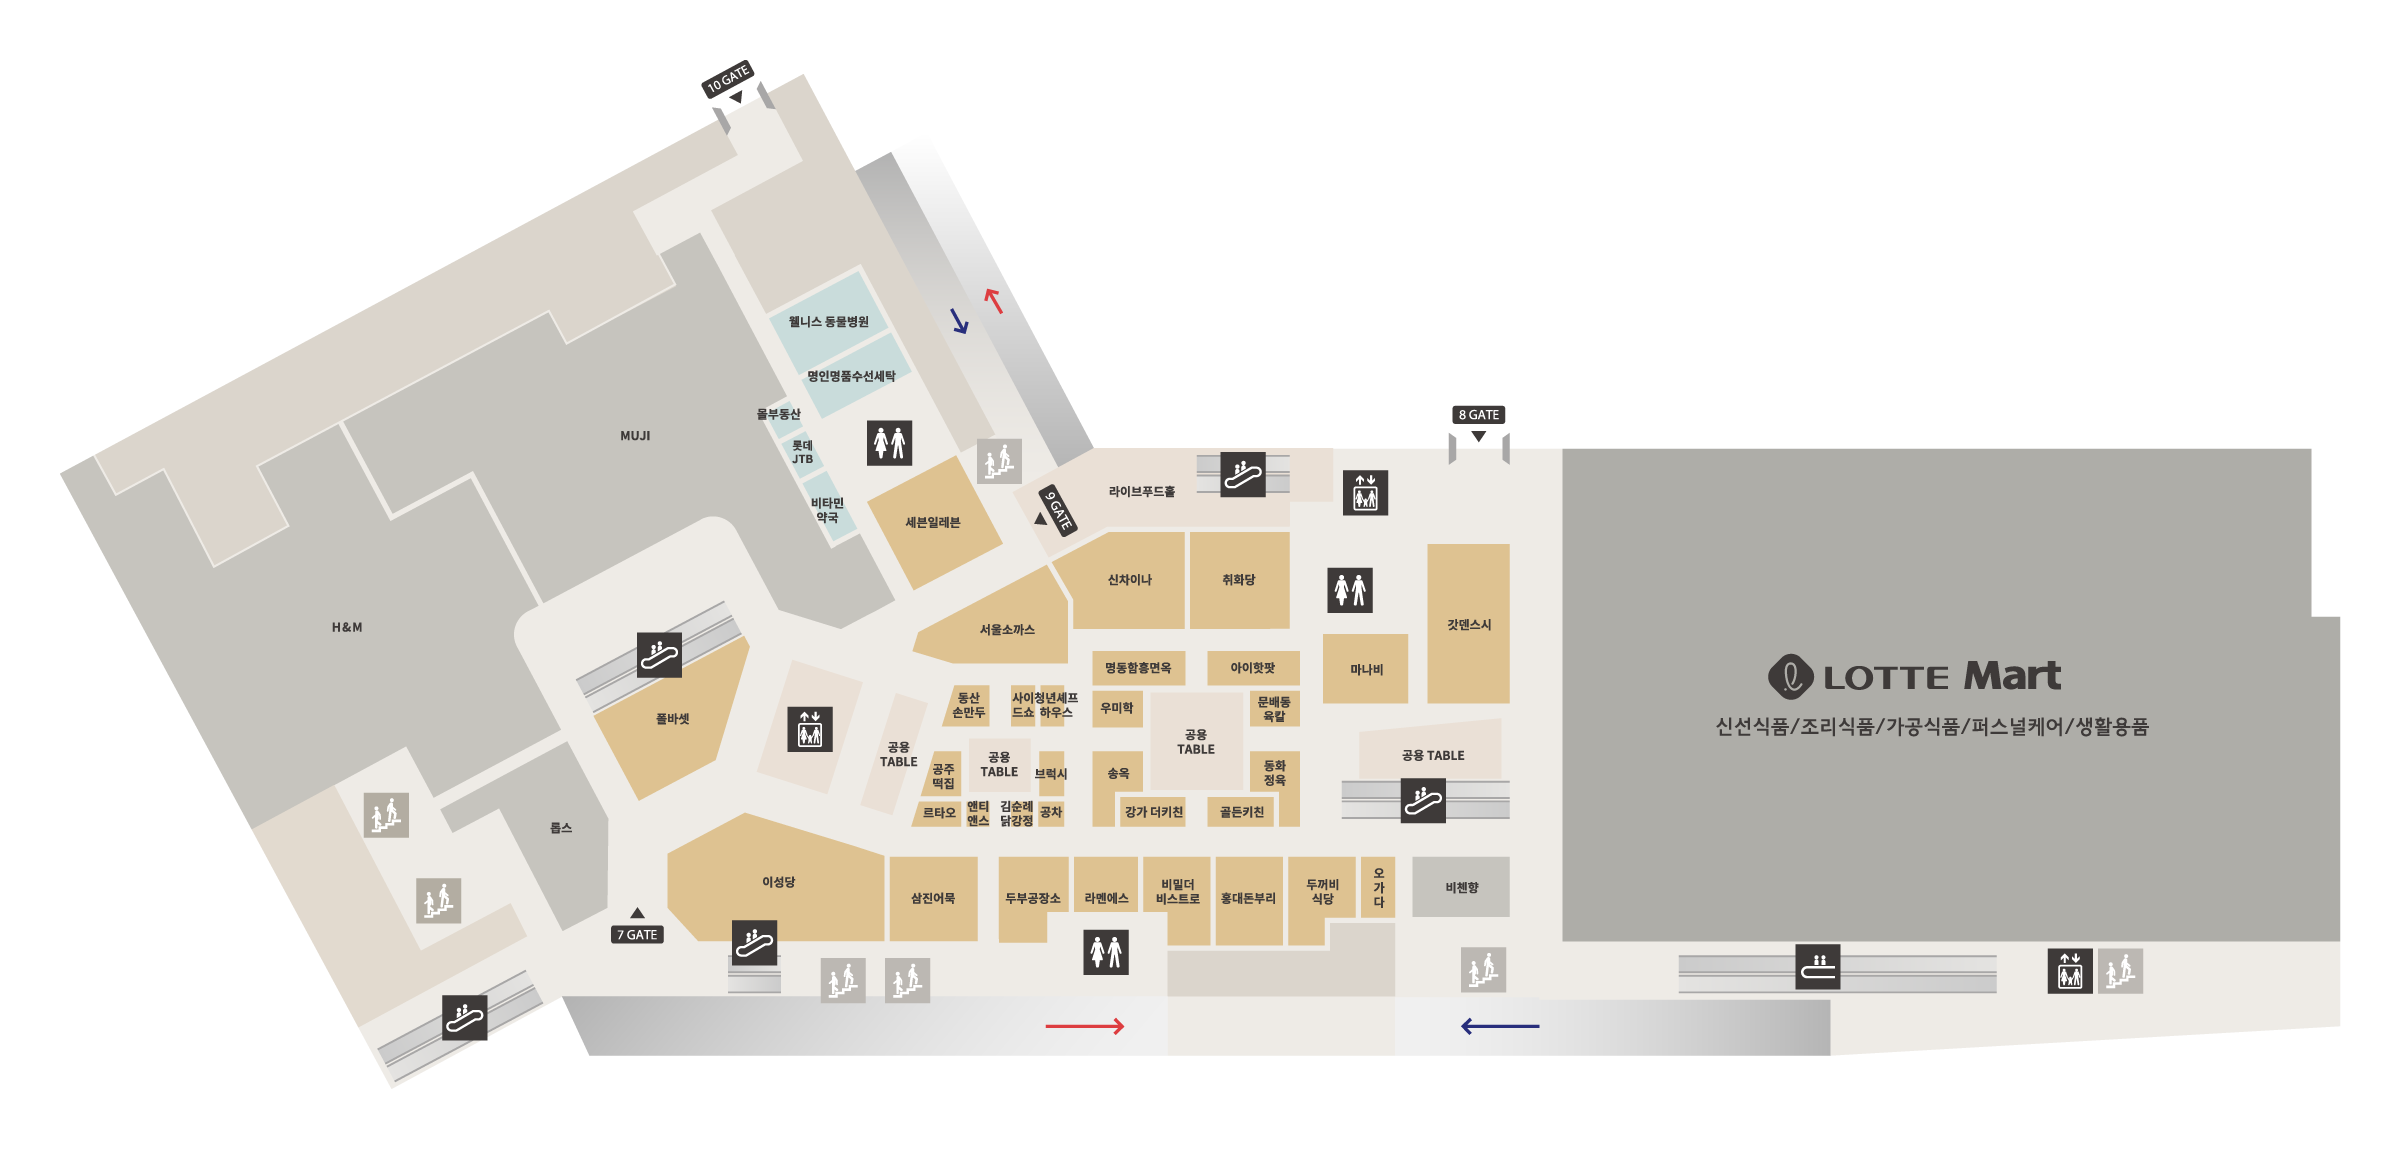 10 GATE
웰니스 동물병원
명인명품수선세탁
몰부동산
롯데
JTB
비타민
약국
MUJI
H&M
세븐일레븐
9 GATE
라이브푸드홀
8 GATE
신차이나
취화당
갓덴스시
서울소까스
마나비
명동함흥면옥
아이핫팟
동산
손만두
사이
드쇼
청년셰프
하우스
우미학
문배동
육칼
공용
TABLE
공용
TABLE
공용
TABLE
공용 TABLE
폴바셋
공주
떡집
브럭시
송옥
동화
정육
르타오
앤티
앤스
김순례
닭강정
공차
강가 더키친
골든키친
롭스
7 GATE
이성당
삼진어묵
두부공장소
라멘에스
비밀더
비스트로
홍대돈부리
두꺼비
식당
오
가
다
비첸향
LOTTE Mart
신선식품/조리식품/가공식품/퍼스널케어/생활용품